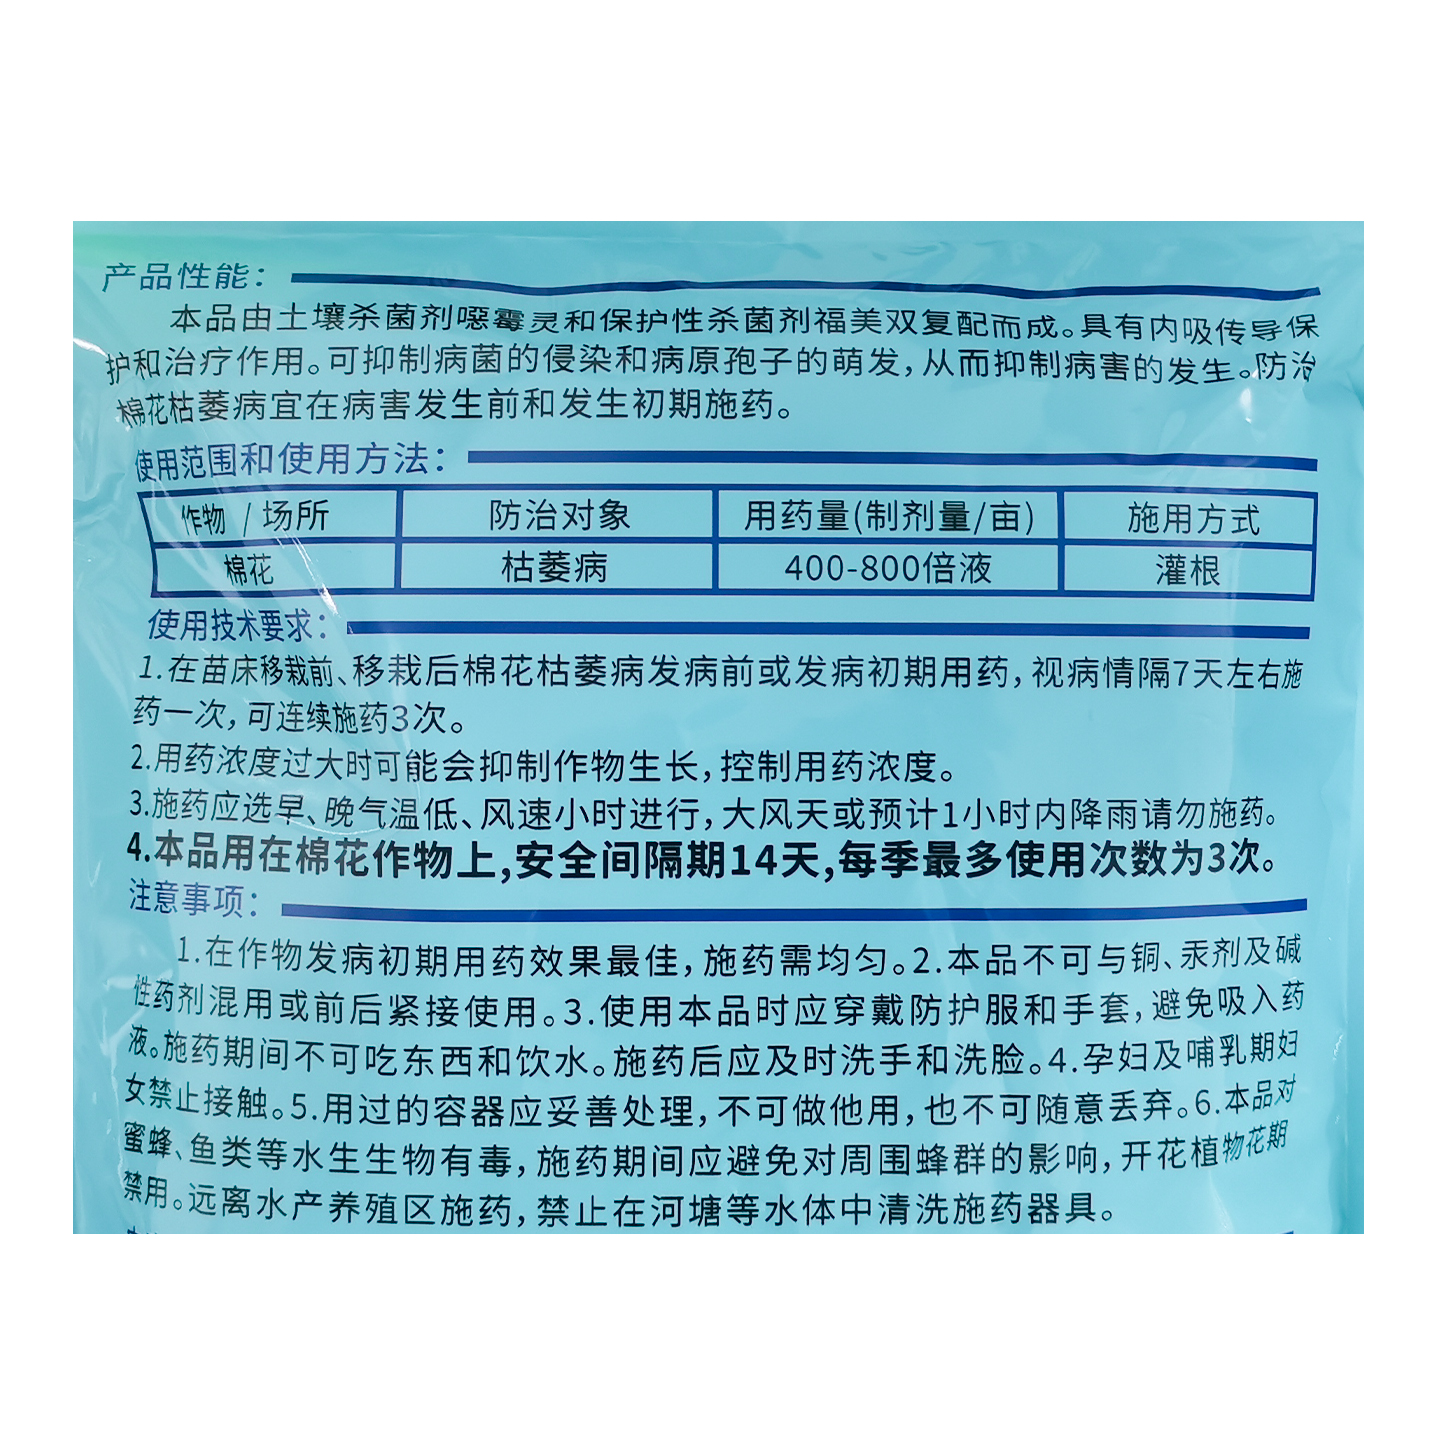 产品性能：
本品由土壤杀菌剂噁霉灵和保护性杀菌剂福美双复配而成。具有内吸传导保
护和治疗作用。可抑制病菌的侵染和病原孢子的萌发，从而抑制病害的发生。防治
棉花枯萎病宜在病害发生前和发生初期施药。
使用范围和使用方法：
作物 / 场所 防治对象 用药量(制剂量/亩) 施用方式
棉花 枯萎病 400-800倍液 灌根
使用技术要求：
1.在苗床移栽前、移栽后棉花枯萎病发病前或发病初期用药，视病情隔7天左右施
药一次，可连续施药3次。
2.用药浓度过大时可能会抑制作物生长，控制用药浓度。
3.施药应选早、晚气温低、风速小时进行，大风天或预计1小时内降雨请勿施药。
4.本品用在棉花作物上，安全间隔期14天，每季最多使用次数为3次。
注意事项：
1.在作物发病初期用药效果最佳，施药需均匀。2.本品不可与铜、汞剂及碱
性药剂混用或前后紧接使用。3.使用本品时应穿戴防护服和手套，避免吸入药
液。施药期间不可吃东西和饮水。施药后应及时洗手和洗脸。4.孕妇及哺乳期妇
女禁止接触。5.用过的容器应妥善处理，不可做他用，也不可随意丢弃。6.本品对
蜜蜂、鱼类等水生生物有毒，施药期间应避免对周围蜂群的影响，开花植物花期
禁用。远离水产养殖区施药，禁止在河塘等水体中清洗施药器具。